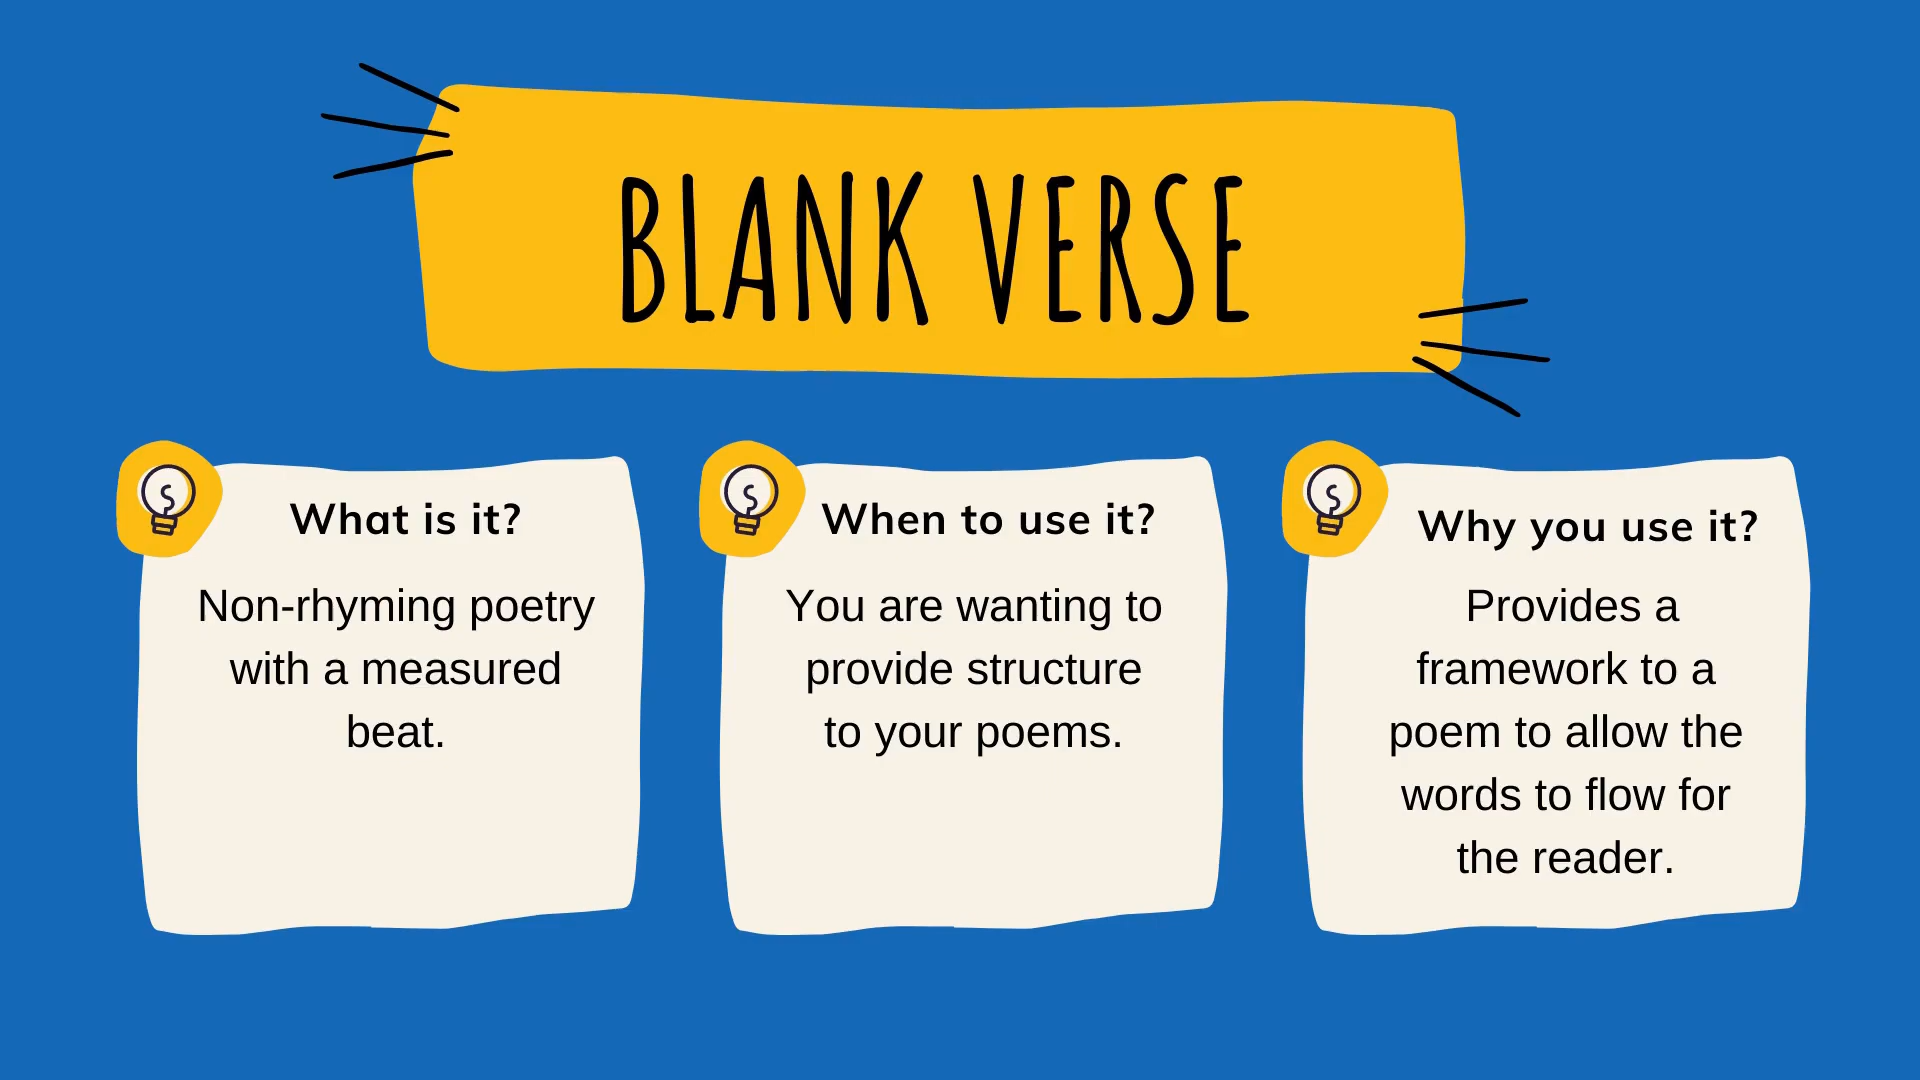 BLANK VERSE
What is it?
Non-rhyming poetry
with a measured
beat.
When to use it?
You are wanting to
provide structure
to your poems.
Why you use it?
Provides a
framework to a
poem to allow the
words to flow for
the reader.